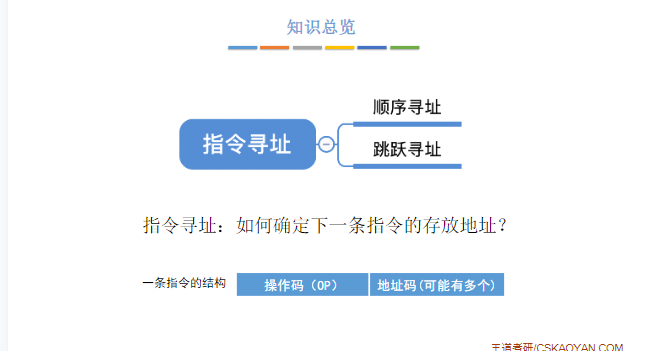 知识总览
指令寻址
顺序寻址
跳跃寻址
指令寻址：如何确定下一条指令的存放地址？
一条指令的结构 操作码（OP） 地址码(可能有多个)
王道考研/CSKAOYAN.COM